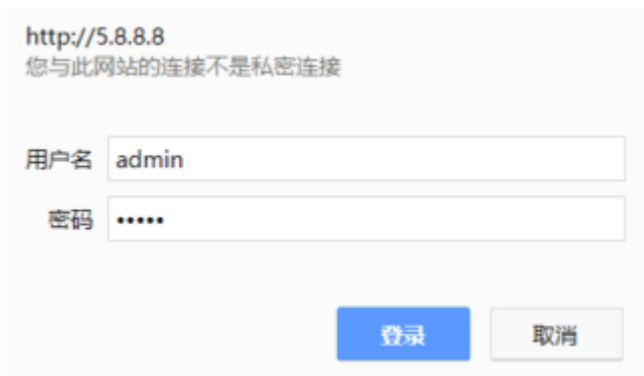 http://5.8.8.8
您与此网站的连接不是私密连接
用户名 admin
密码 •••••
登录 取消